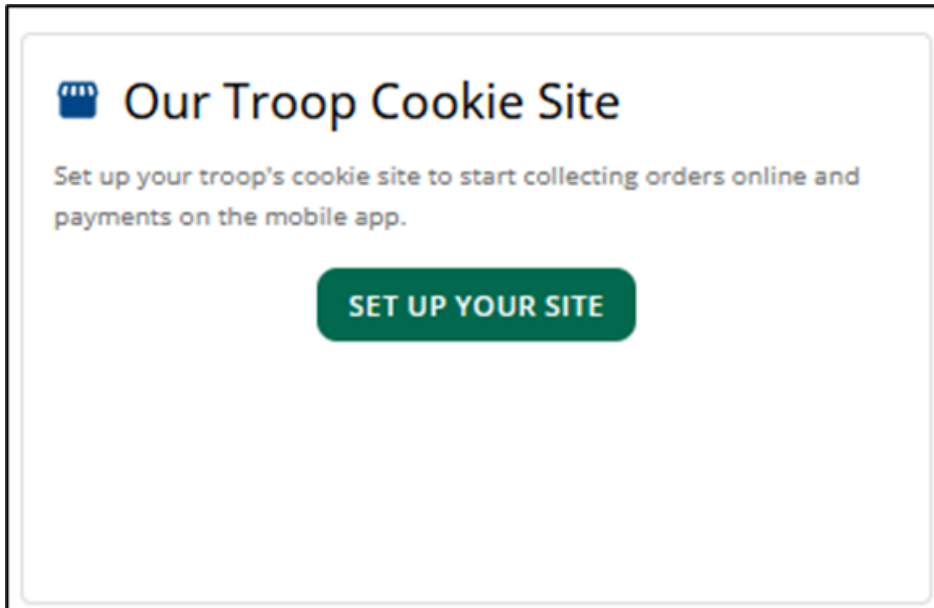 Our Troop Cookie Site
Set up your troop's cookie site to start collecting orders online and
payments on the mobile app.
SET UP YOUR SITE